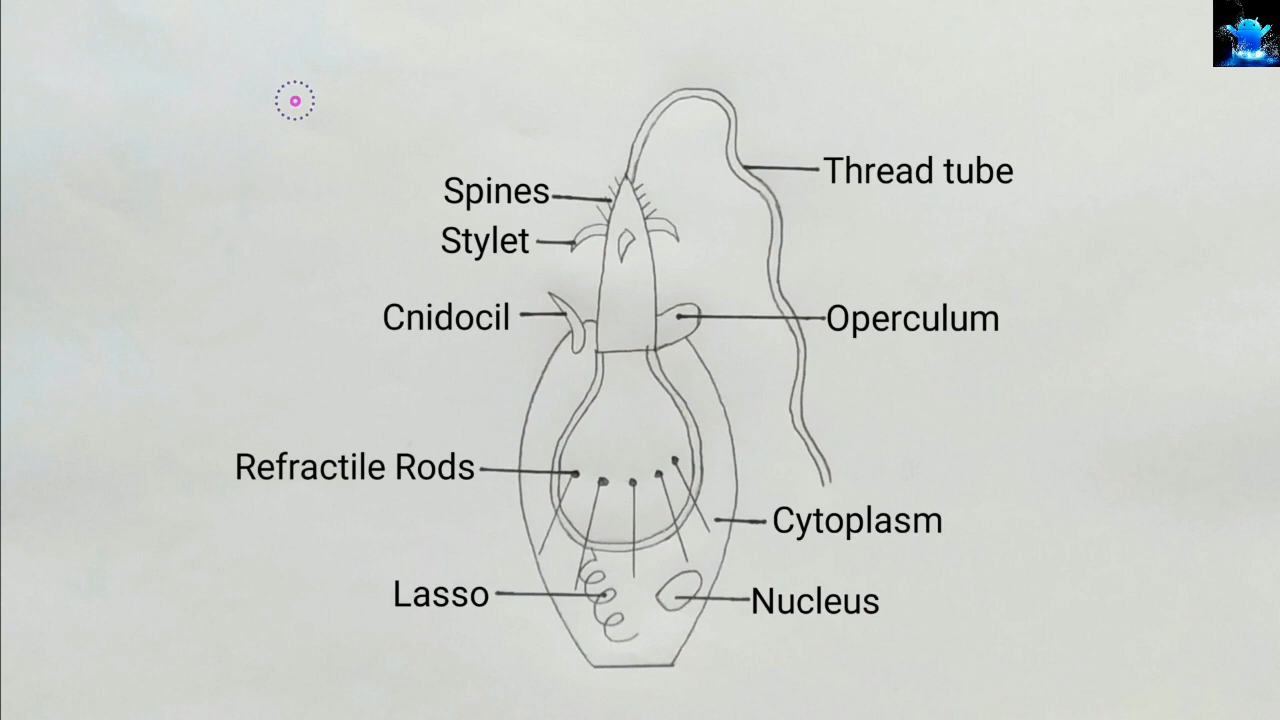 Spines
Thread tube
Stylet
Cnidocil
Operculum
Refractile Rods
Cytoplasm
Lasso
Nucleus